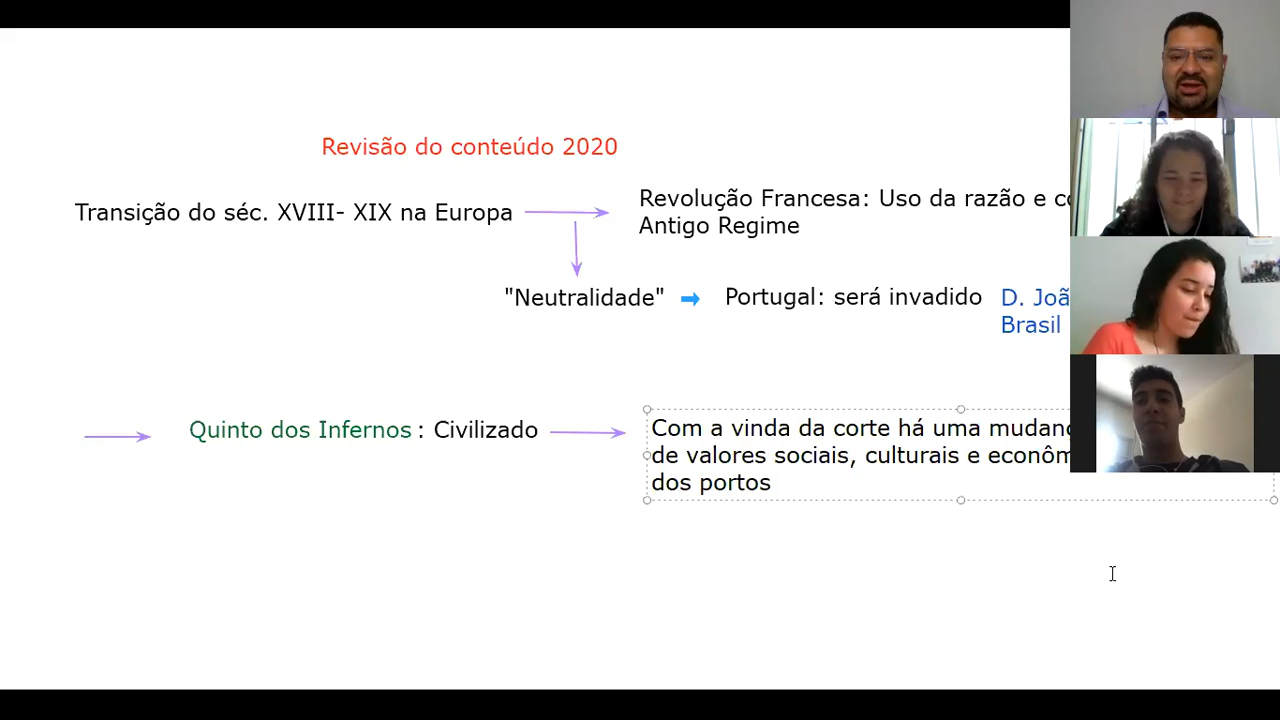 Revisão do conteúdo 2020
Transição do séc. XVIII- XIX na Europa
Revolução Francesa: Uso da razão e
Antigo Regime
"Neutralidade"
Portugal: será invadido
D.
Brasil
Quinto dos Infernos : Civilizado
Com a vinda da corte há uma
de valores sociais, culturais e
dos portos